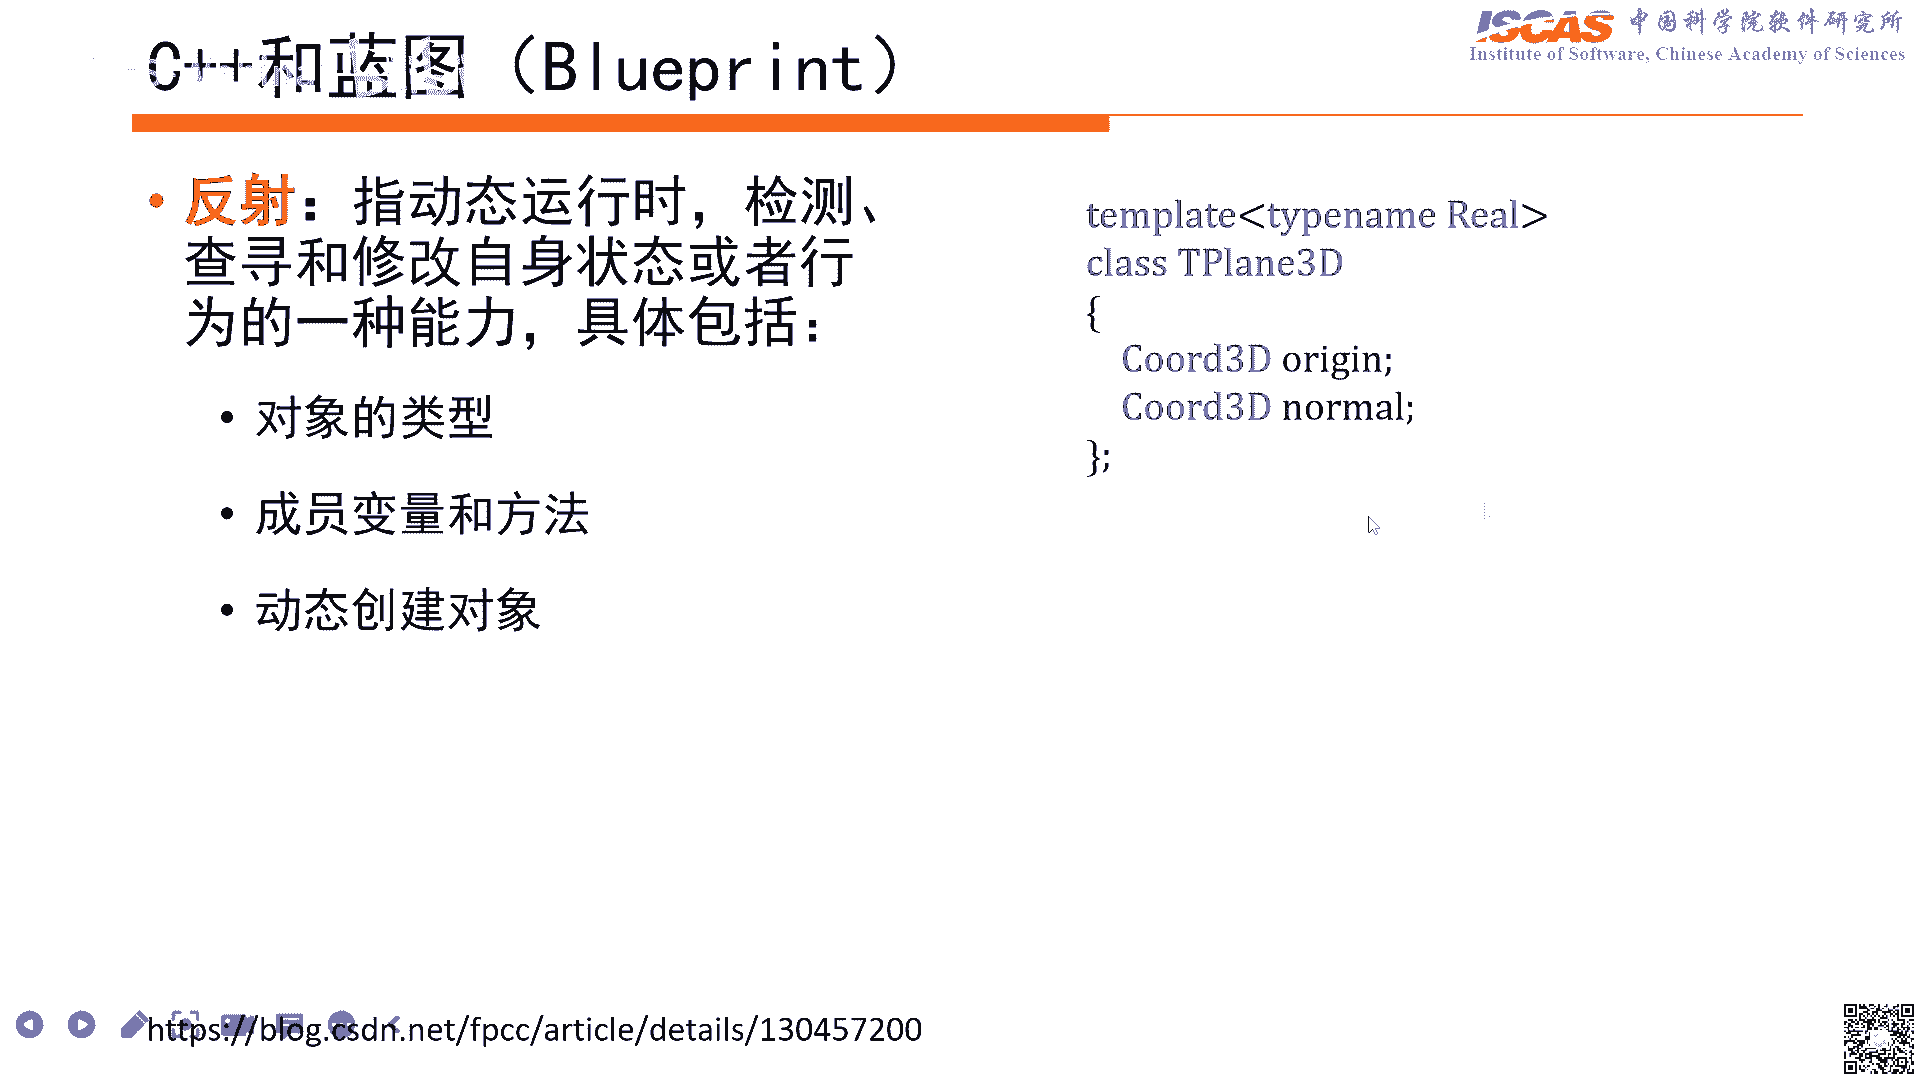 C++和蓝图（Blueprint）
ISCAS 中国科学院软件研究所
Institute of Software, Chinese Academy of Sciences
• 反射：指动态运行时，检测、
查寻和修改自身状态或者行
为的一种能力，具体包括：
• 对象的类型
• 成员变量和方法
• 动态创建对象
template<typename Real>
class TPlane3D
{
Coord3D origin;
Coord3D normal;
};
https://blog.csdn.net/fpcc/article/details/130457200